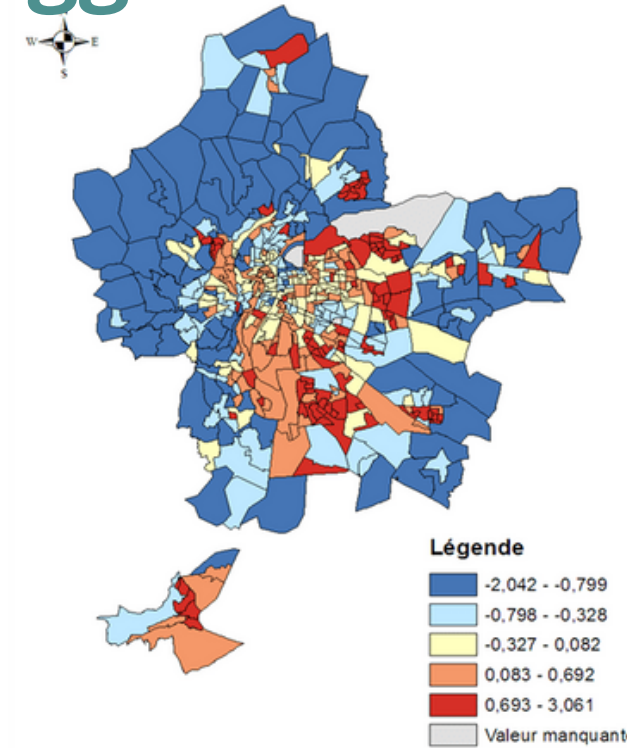 W E
S
Légende
-2,042 - -0,799
-0,798 - -0,328
-0,327 - 0,082
0,083 - 0,692
0,693 - 3,061
Valeur manquante